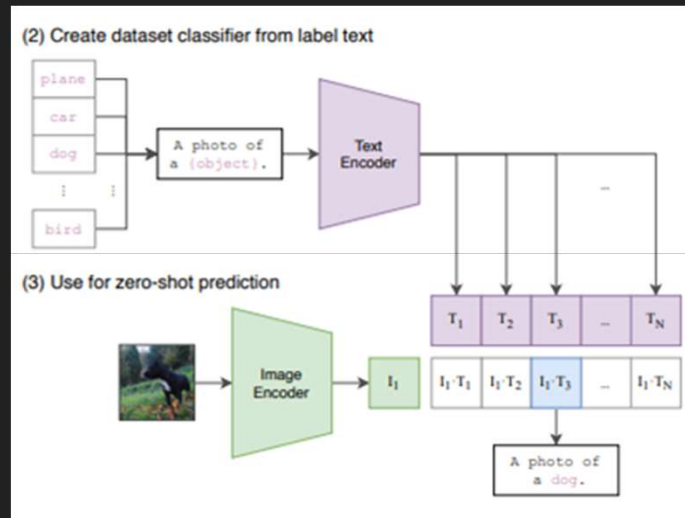 (2) Create dataset classifier from label text
plane
car
dog
⋮ ⋮
bird
A photo of
a {object}.
Text
Encoder
...
(3) Use for zero-shot prediction
Image
Encoder
I₁
T₁ T₂ T₃ ... T_N
I₁·T₁ I₁·T₂ I₁·T₃ ... I₁·T_N
A photo of
a dog.